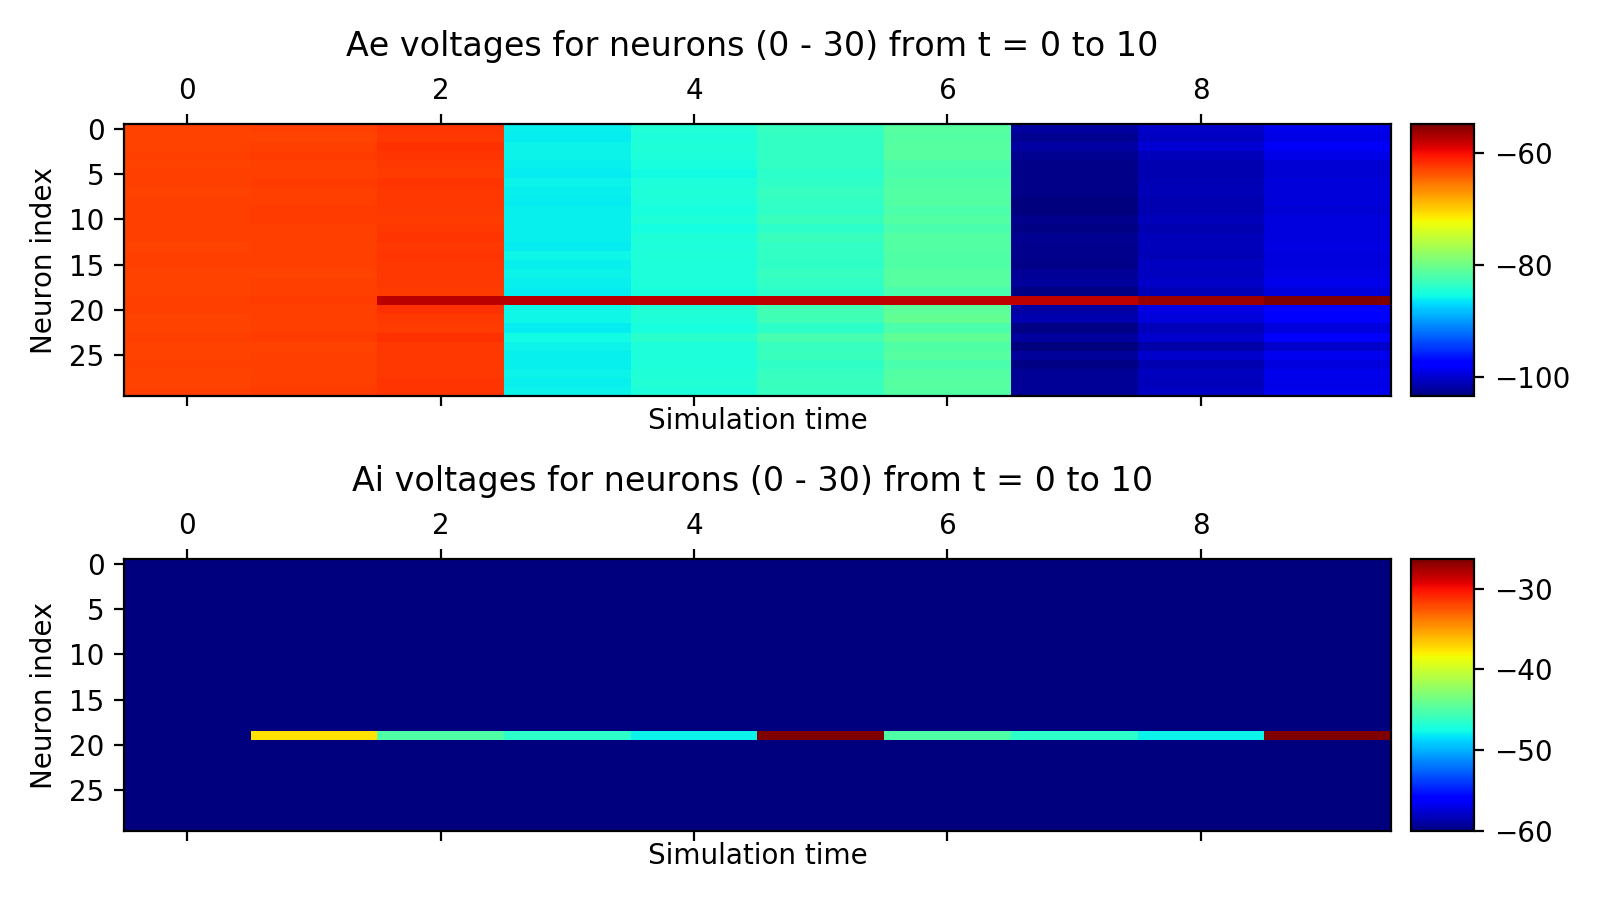 Ae voltages for neurons (0 - 30) from t = 0 to 10
0 2 4 6 8
Neuron index
0
5
10
15
20
25
−60
−80
−100
Simulation time
Ai voltages for neurons (0 - 30) from t = 0 to 10
0 2 4 6 8
Neuron index
0
5
10
15
20
25
−30
−40
−50
−60
Simulation time